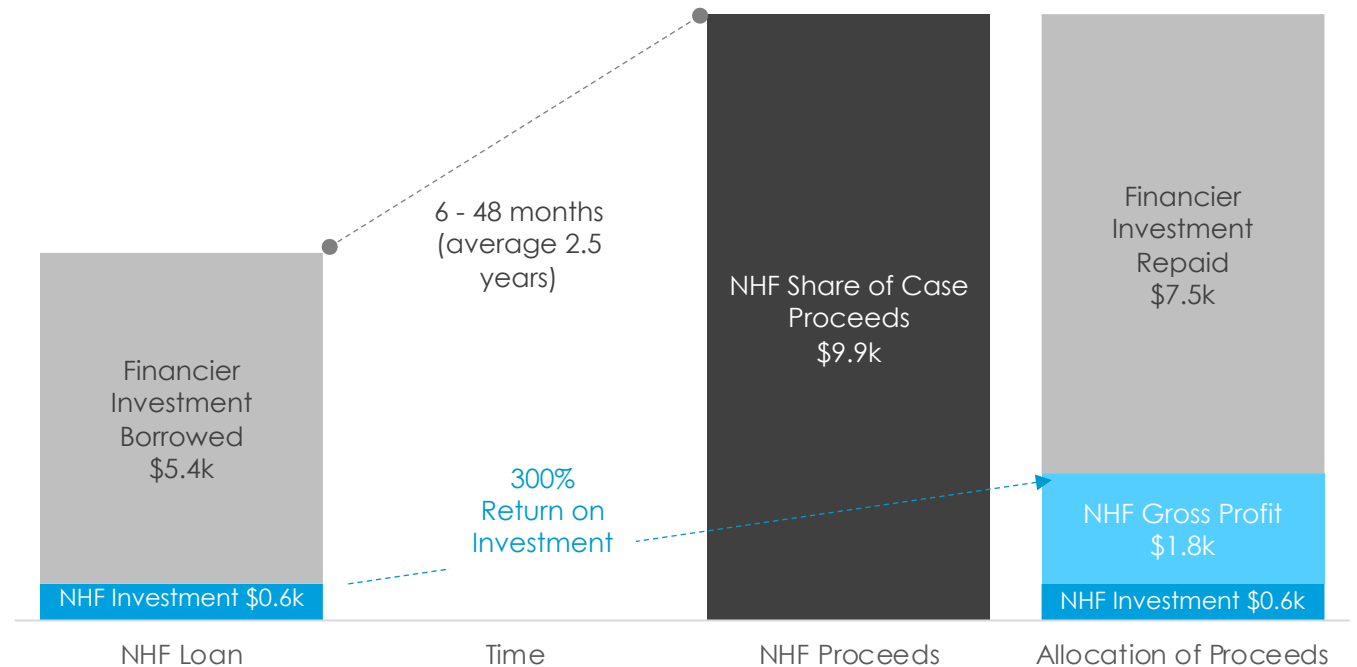 6 - 48 months
(average 2.5
years)
Financier
Investment
Repaid
$7.5k
NHF Share of Case
Proceeds
$9.9k
Financier
Investment
Borrowed
$5.4k
300%
Return on
Investment
NHF Gross Profit
$1.8k
NHF Investment $0.6k
NHF Investment $0.6k
NHF Loan
Time
NHF Proceeds
Allocation of Proceeds